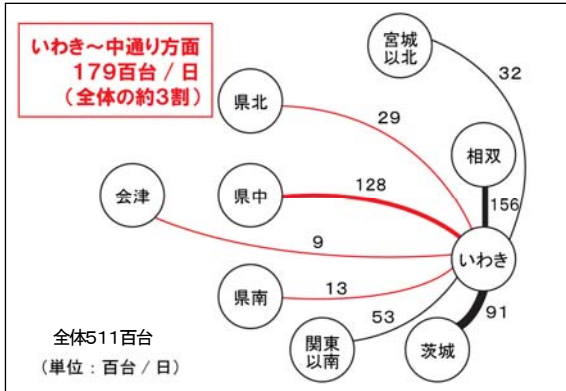 いわき～中通り方面
179百台 / 日
(全体の約3割)
宮城
以北
32
県北
29
相双
156
会津
県中
128
9
いわき
県南
13
53
91
関東
以南
茨城
全体511百台
(単位：百台 / 日)